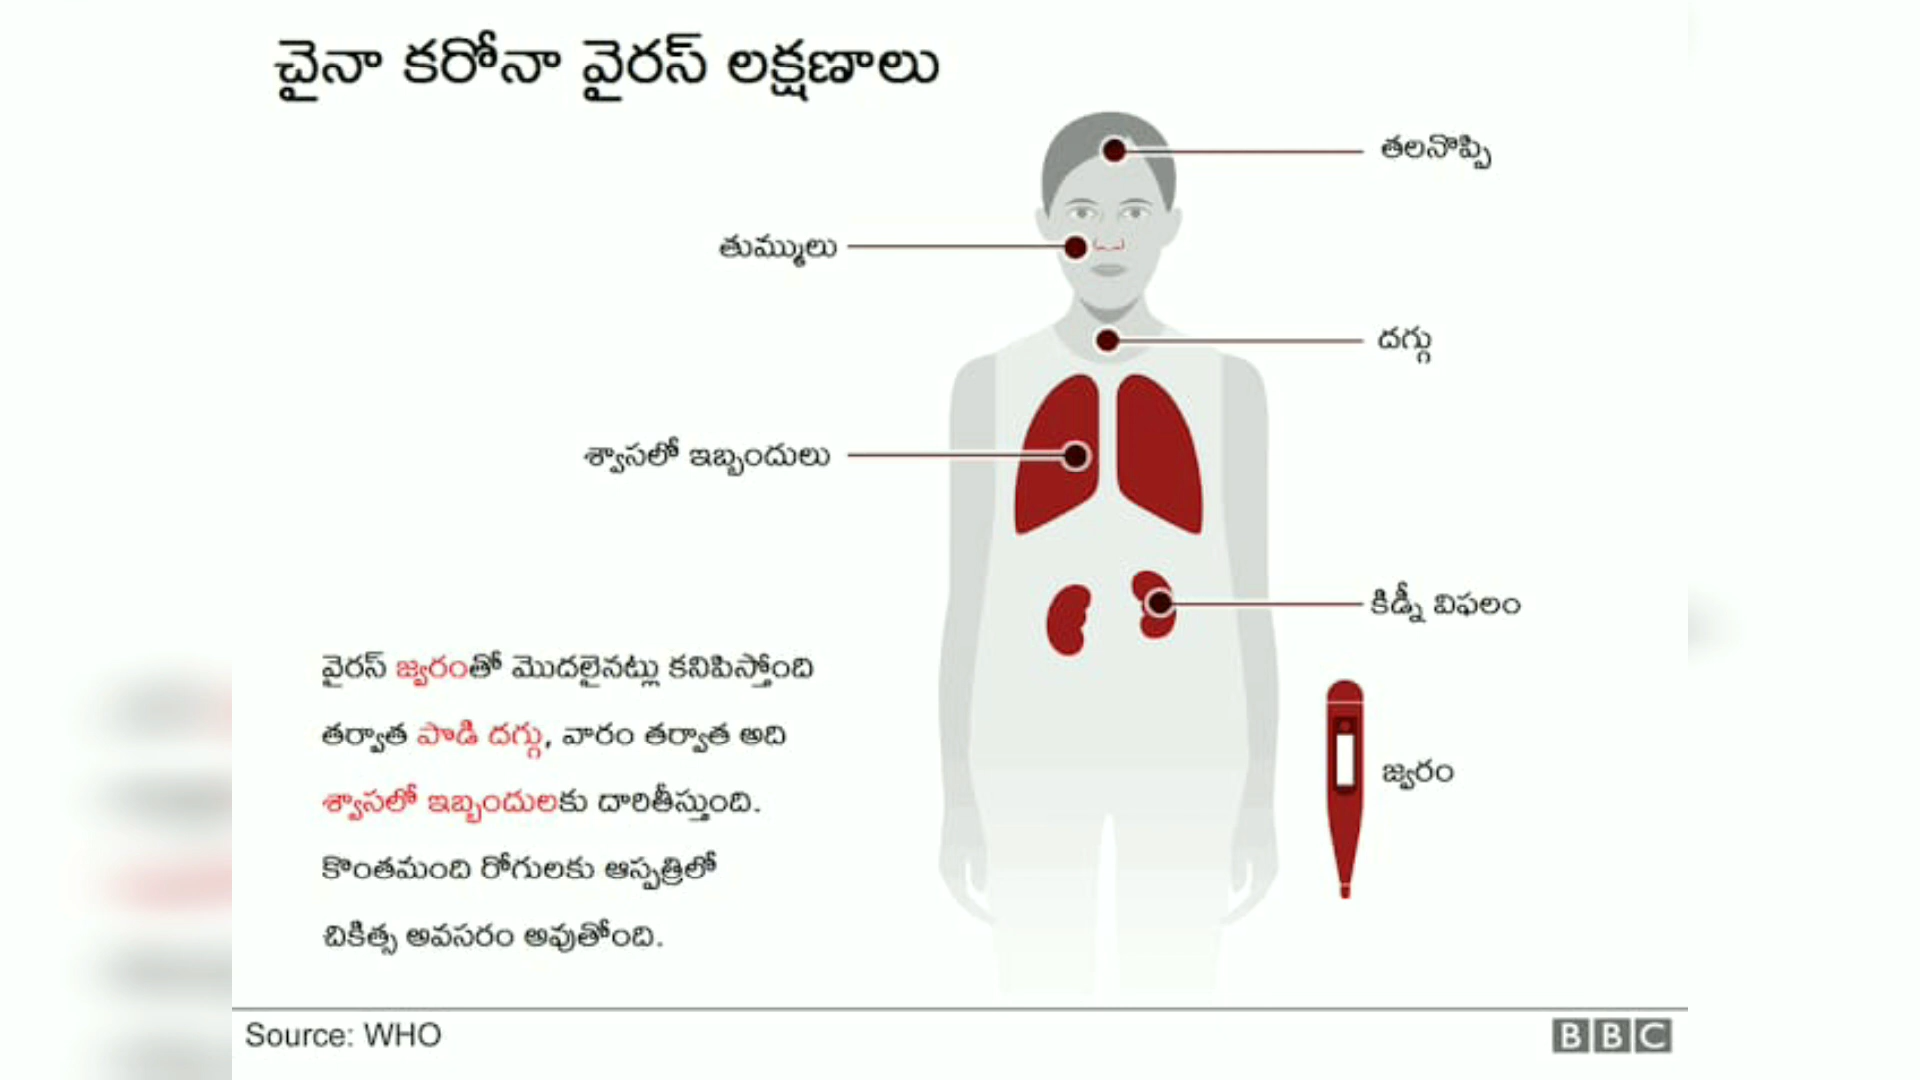 చైనా కరోనా వైరస్ లక్షణాలు
తలనొప్పి
తుమ్ములు
దగ్గు
శ్వాసలో ఇబ్బందులు
కిడ్నీ విఫలం
వైరస్ జ్వరంతో మొదలైనట్లు కనిపిస్తోంది
తర్వాత పొడి దగ్గు, వారం తర్వాత అది
శ్వాసలో ఇబ్బందులకు దారితీస్తుంది.
కొంతమంది రోగులకు ఆస్పత్రిలో
చికిత్స అవసరం అవుతోంది.
జ్వరం
Source: WHO
BBC